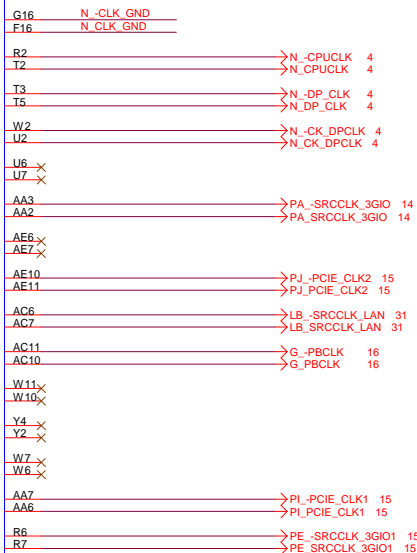 G16 N_-CLK_GND
F16 N_CLK_GND
R2 N_-CPUCLK 4
T2 N_CPUCLK 4
T3 N_-DP_CLK 4
T5 N_DP_CLK 4
W2 N_-CK_DPCLK 4
U2 N_CK_DPCLK 4
U6
U7
AA3 PA_-SRCCLK_3GIO 14
AA2 PA_SRCCLK_3GIO 14
AE6
AE7
AE10 PJ_-PCIE_CLK2 15
AE11 PJ_PCIE_CLK2 15
AC6 LB_-SRCCLK_LAN 31
AC7 LB_SRCCLK_LAN 31
AC11 G_-PBCLK 16
AC10 G_PBCLK 16
W11
W10
Y4
Y2
W7
W6
AA7 PI_-PCIE_CLK1 15
AA6 PI_PCIE_CLK1 15
R6 PE_-SRCCLK_3GIO1 15
R7 PE_SRCCLK_3GIO1 15